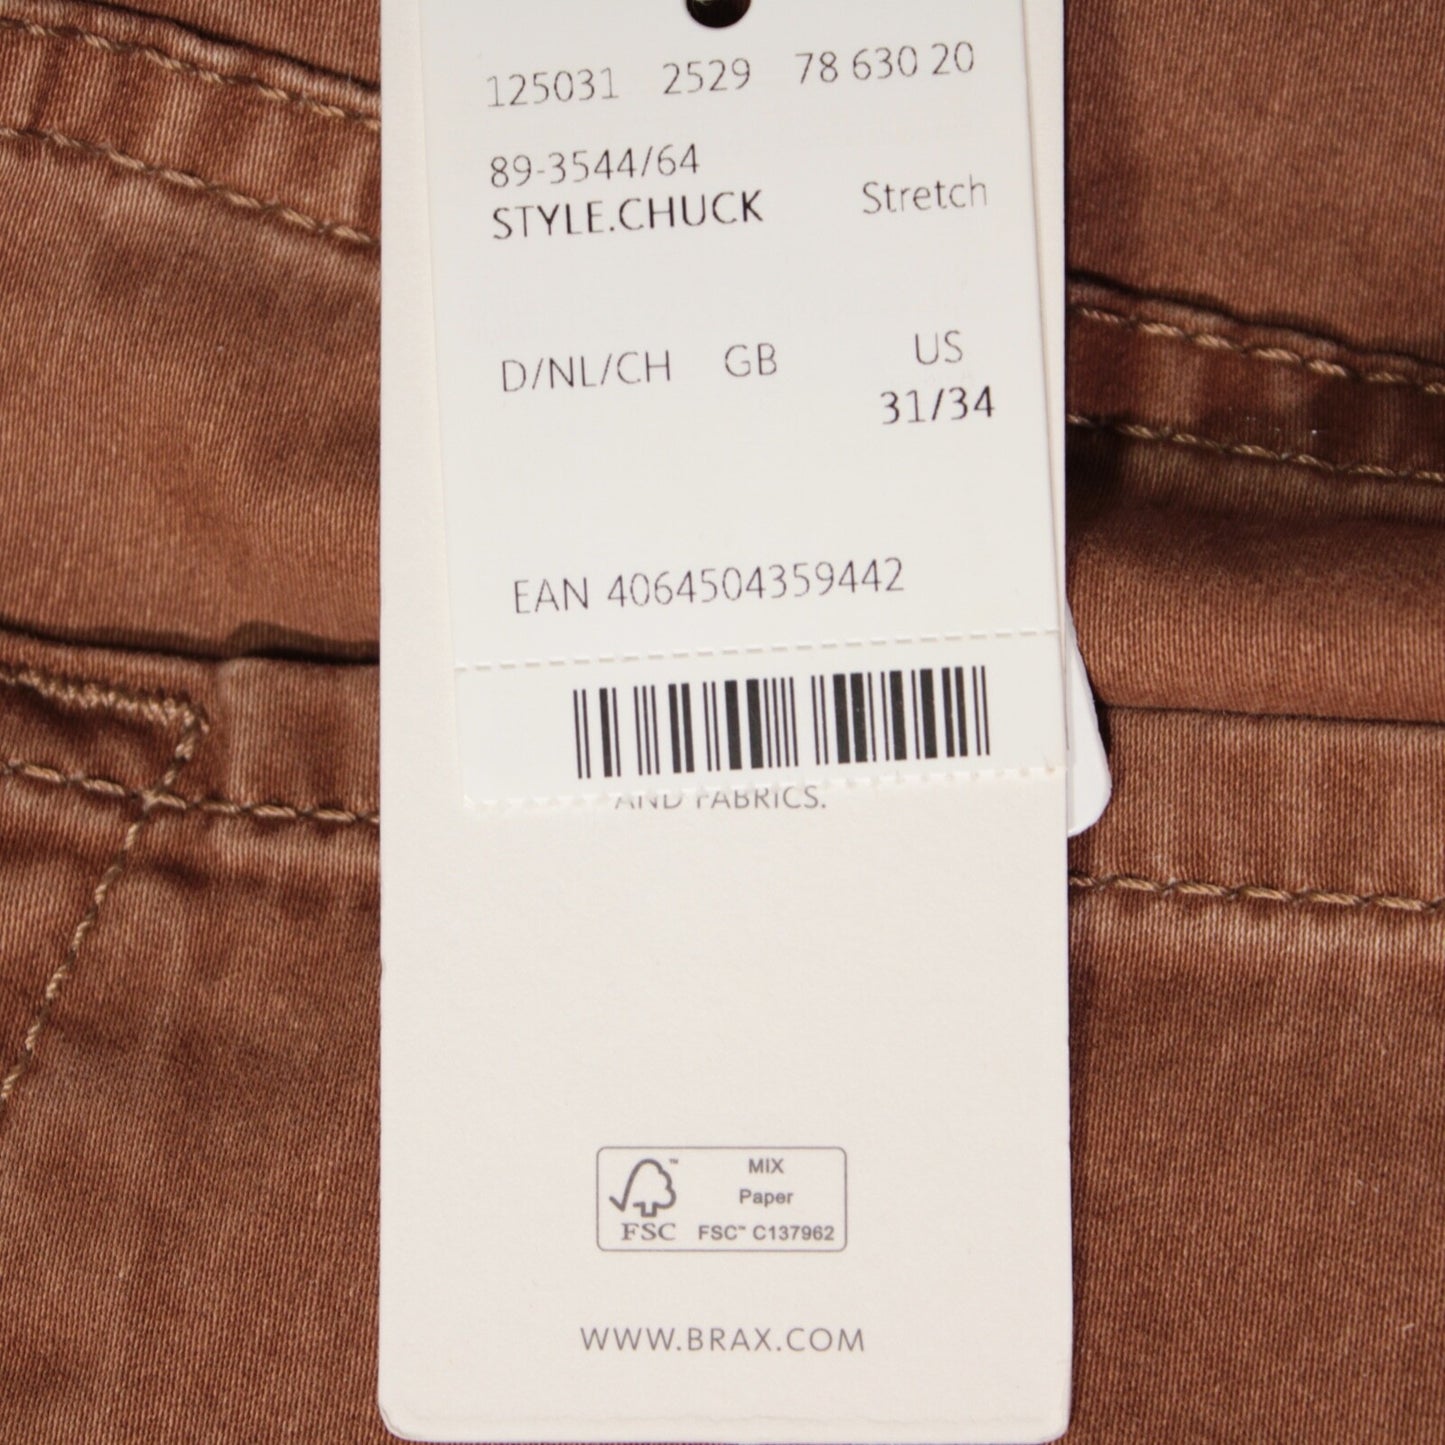 125031 2529 78 630 20
89-3544/64
STYLE.CHUCK Stretch
D/NL/CH GB US
31/34
EAN 4064504359442
AND FABRICS.
MIX
Paper
FSC FSC™ C137962
WWW.BRAX.COM